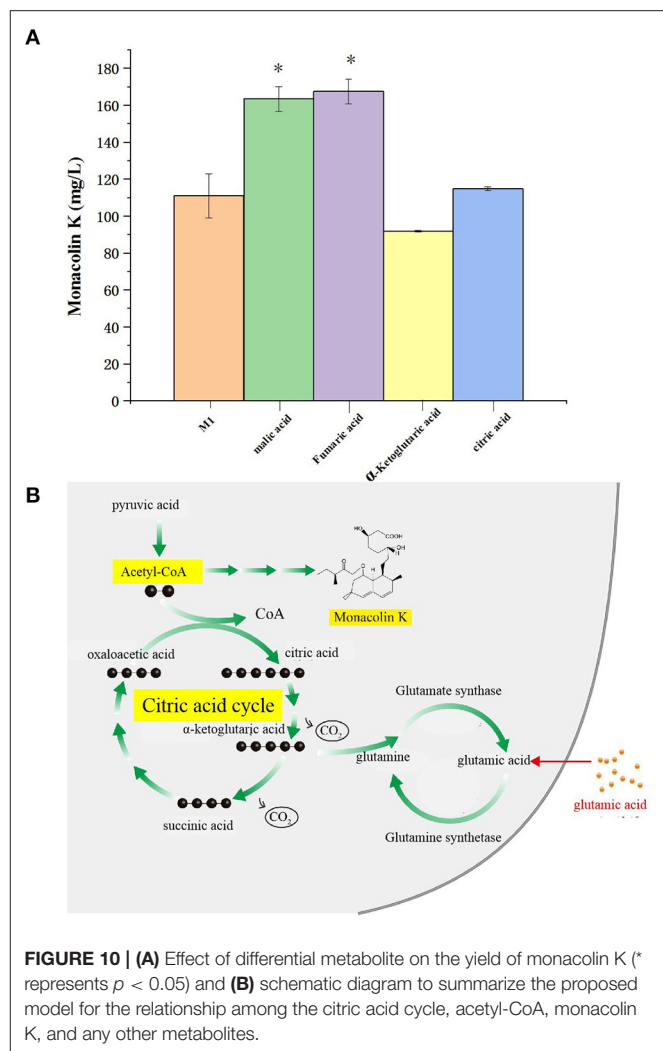 A
* *
Monacolin K (mg/L)
180
160
140
120
100
80
60
40
20
0
M1
malic acid
Fumaric acid
α-Ketoglutaric acid
citric acid
B
pyruvic acid
Acetyl-CoA
HO
COOH
OH
O
O
H
Monacolin K
CoA
oxaloacetic acid
citric acid
Citric acid cycle
α-ketoglutaric acid
CO2
Glutamate synthase
glutamine
glutamic acid
glutamic acid
succinic acid
CO2
Glutamine synthetase
FIGURE 10 | (A) Effect of differential metabolite on the yield of monacolin K (*
represents p < 0.05) and (B) schematic diagram to summarize the proposed
model for the relationship among the citric acid cycle, acetyl-CoA, monacolin
K, and any other metabolites.